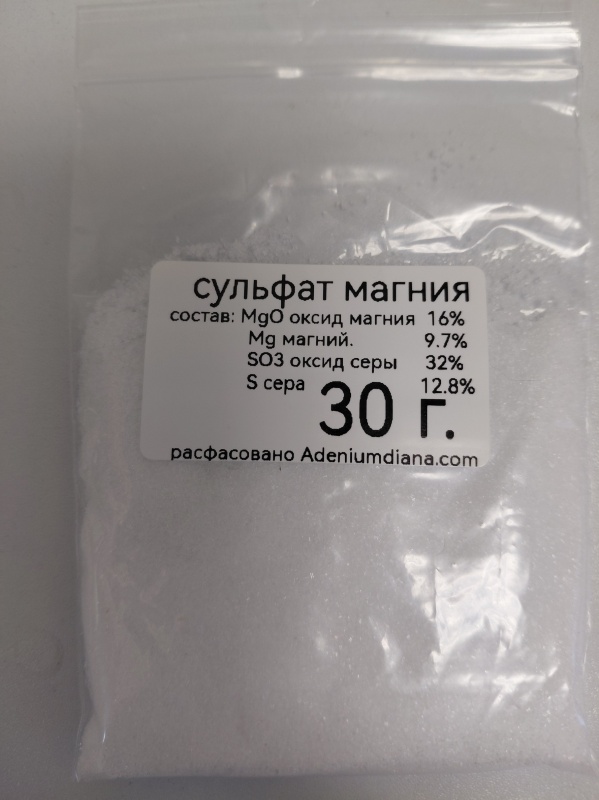 сульфат магния
состав: MgO оксид магния 16%
Mg магний. 9.7%
SO3 оксид серы 32%
S сера 12.8%
30 г.
расфасовано Adeniumdiana.com